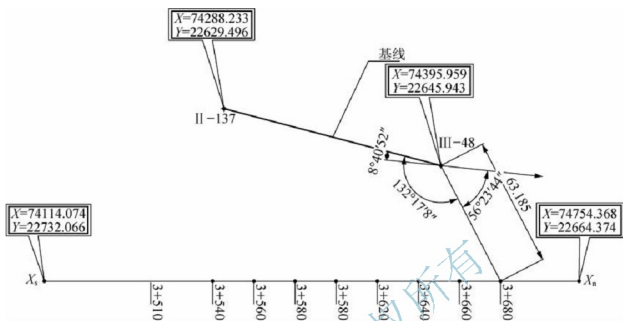 X=74288.233
Y=22629.496
基线
X=74395.959
Y=22645.943
II-137
III-48
8°40′52″
132°17′8″
56°23′44″
63.185
X=74114.074
Y=22732.066
X=74754.368
Y=22664.374
Xs
Xn
3+510
3+540
3+560
3+580
3+580
3+620
3+640
3+660
3+680
所有